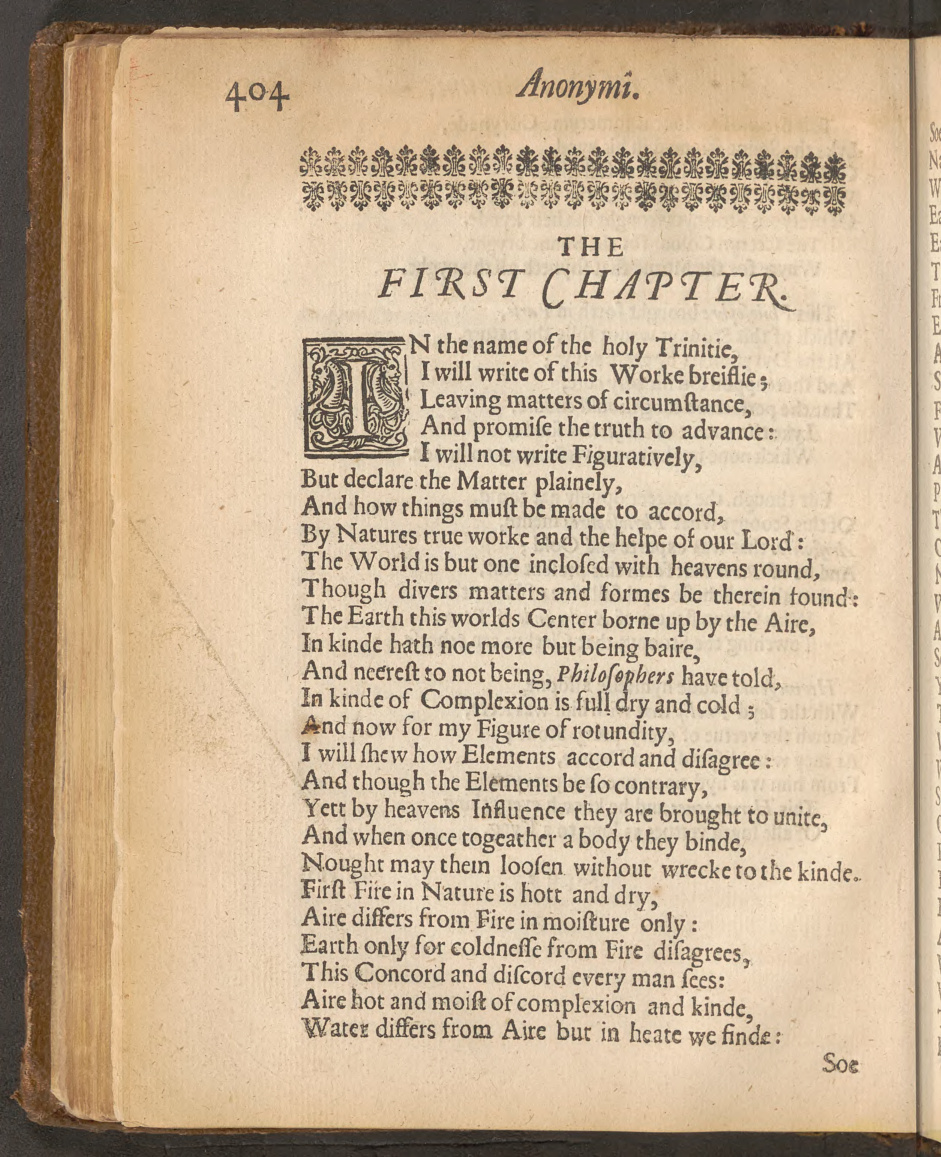 404
Anonymi.
THE
FIRST CHAPTER.
IN the name of the holy Trinitie,
I will write of this Worke breiflie;
Leaving matters of circumſtance,
And promiſe the truth to advance:
I will not write Figuratively,
But declare the Matter plainely,
And how things muſt be made to accord,
By Natures true worke and the helpe of our Lord:
The World is but one incloſed with heavens round,
Though divers matters and formes be therein found:
The Earth this worlds Center borne up by the Aire,
In kinde hath noe more but being baire,
And neereſt to not being, Philoſophers have told,
In kinde of Complexion is full dry and cold;
And now for my Figure of rotundity,
I will ſhew how Elements accord and diſagree:
And though the Elements be ſo contrary,
Yett by heavens Influence they are brought to unite,
And when once togeather a body they binde,
Nought may them looſen without wrecke to the kinde.
Firſt Fire in Nature is hott and dry,
Aire differs from Fire in moiſture only:
Earth only for coldneſſe from Fire diſagrees,
This Concord and diſcord every man ſees:
Aire hot and moiſt of complexion and kinde,
Water differs from Aire but in heate we finde:
Soe